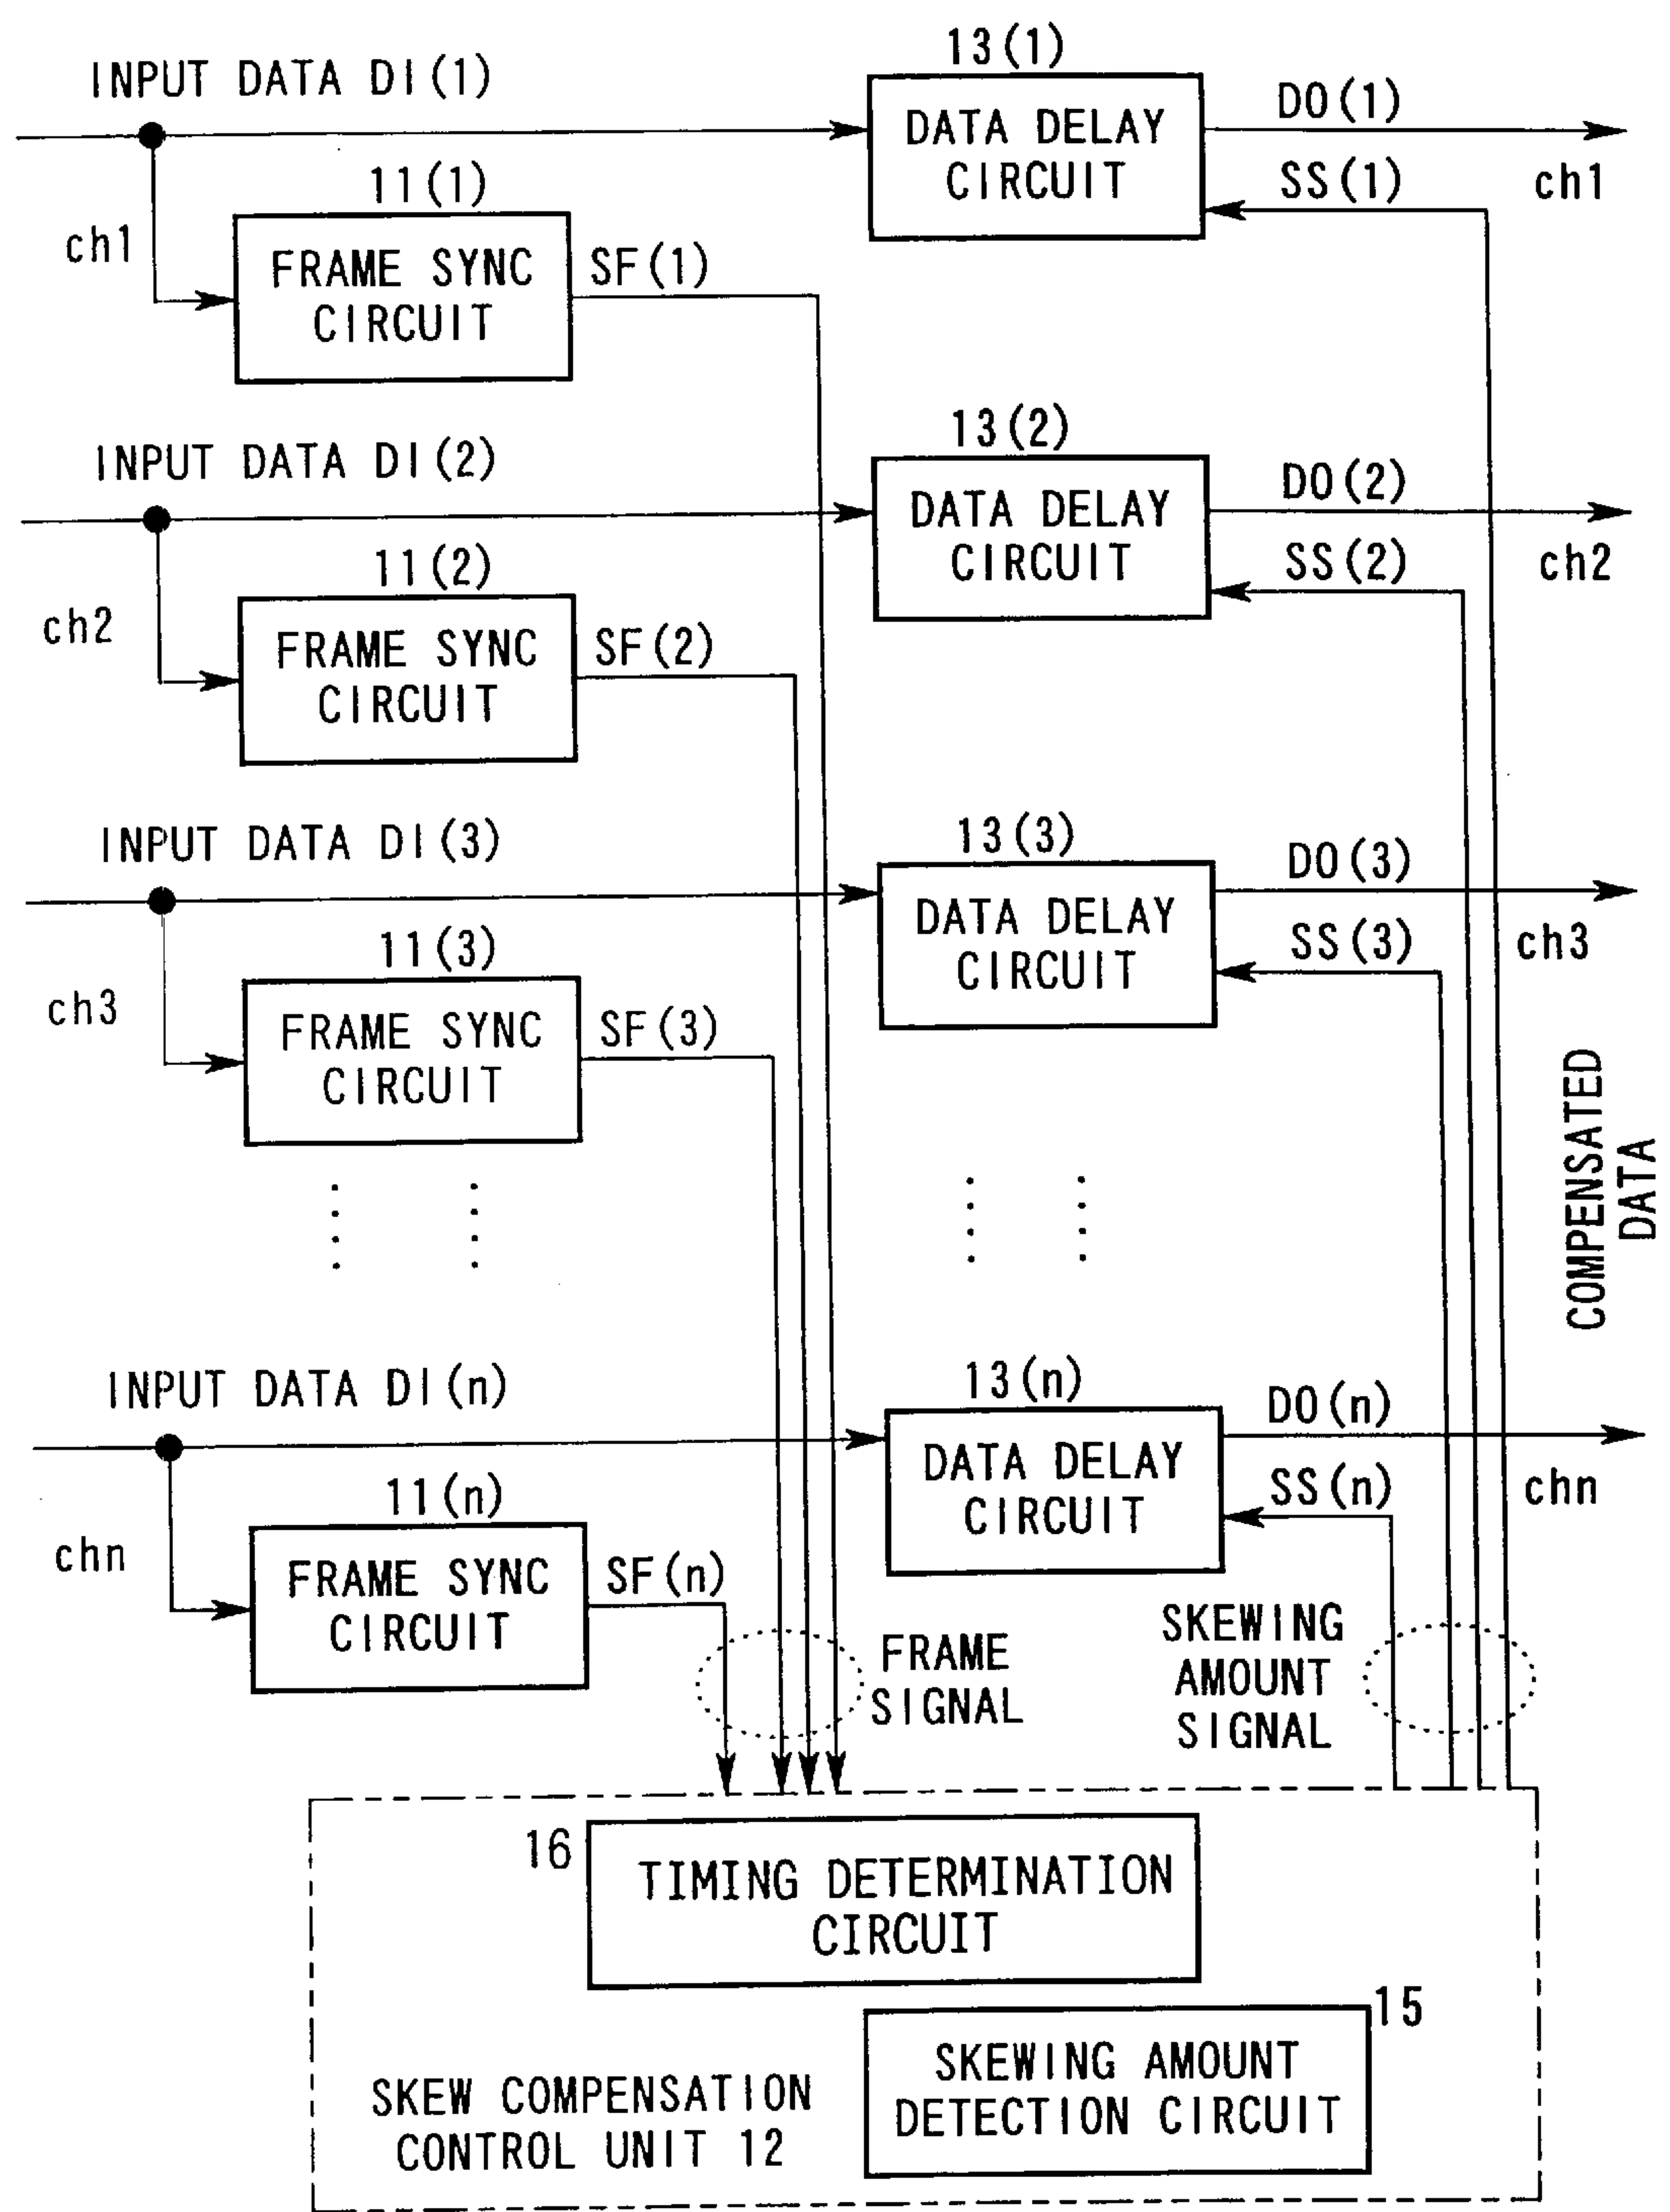 13(1)
INPUT DATA DI(1)
DO(1)
DATA DELAY
CIRCUIT
SS(1)
ch1
11(1)
ch1
FRAME SYNC
CIRCUIT
SF(1)
13(2)
INPUT DATA DI(2)
DO(2)
DATA DELAY
CIRCUIT
SS(2)
ch2
11(2)
ch2
FRAME SYNC
CIRCUIT
SF(2)
13(3)
INPUT DATA DI(3)
DO(3)
DATA DELAY
CIRCUIT
SS(3)
ch3
11(3)
ch3
FRAME SYNC
CIRCUIT
SF(3)
COMPENSATED
DATA
13(n)
INPUT DATA DI(n)
DO(n)
DATA DELAY
CIRCUIT
SS(n)
chn
11(n)
chn
FRAME SYNC
CIRCUIT
SF(n)
FRAME
SIGNAL
SKEWING
AMOUNT
SIGNAL
16
TIMING DETERMINATION
CIRCUIT
15
SKEWING AMOUNT
DETECTION CIRCUIT
SKEW COMPENSATION
CONTROL UNIT 12